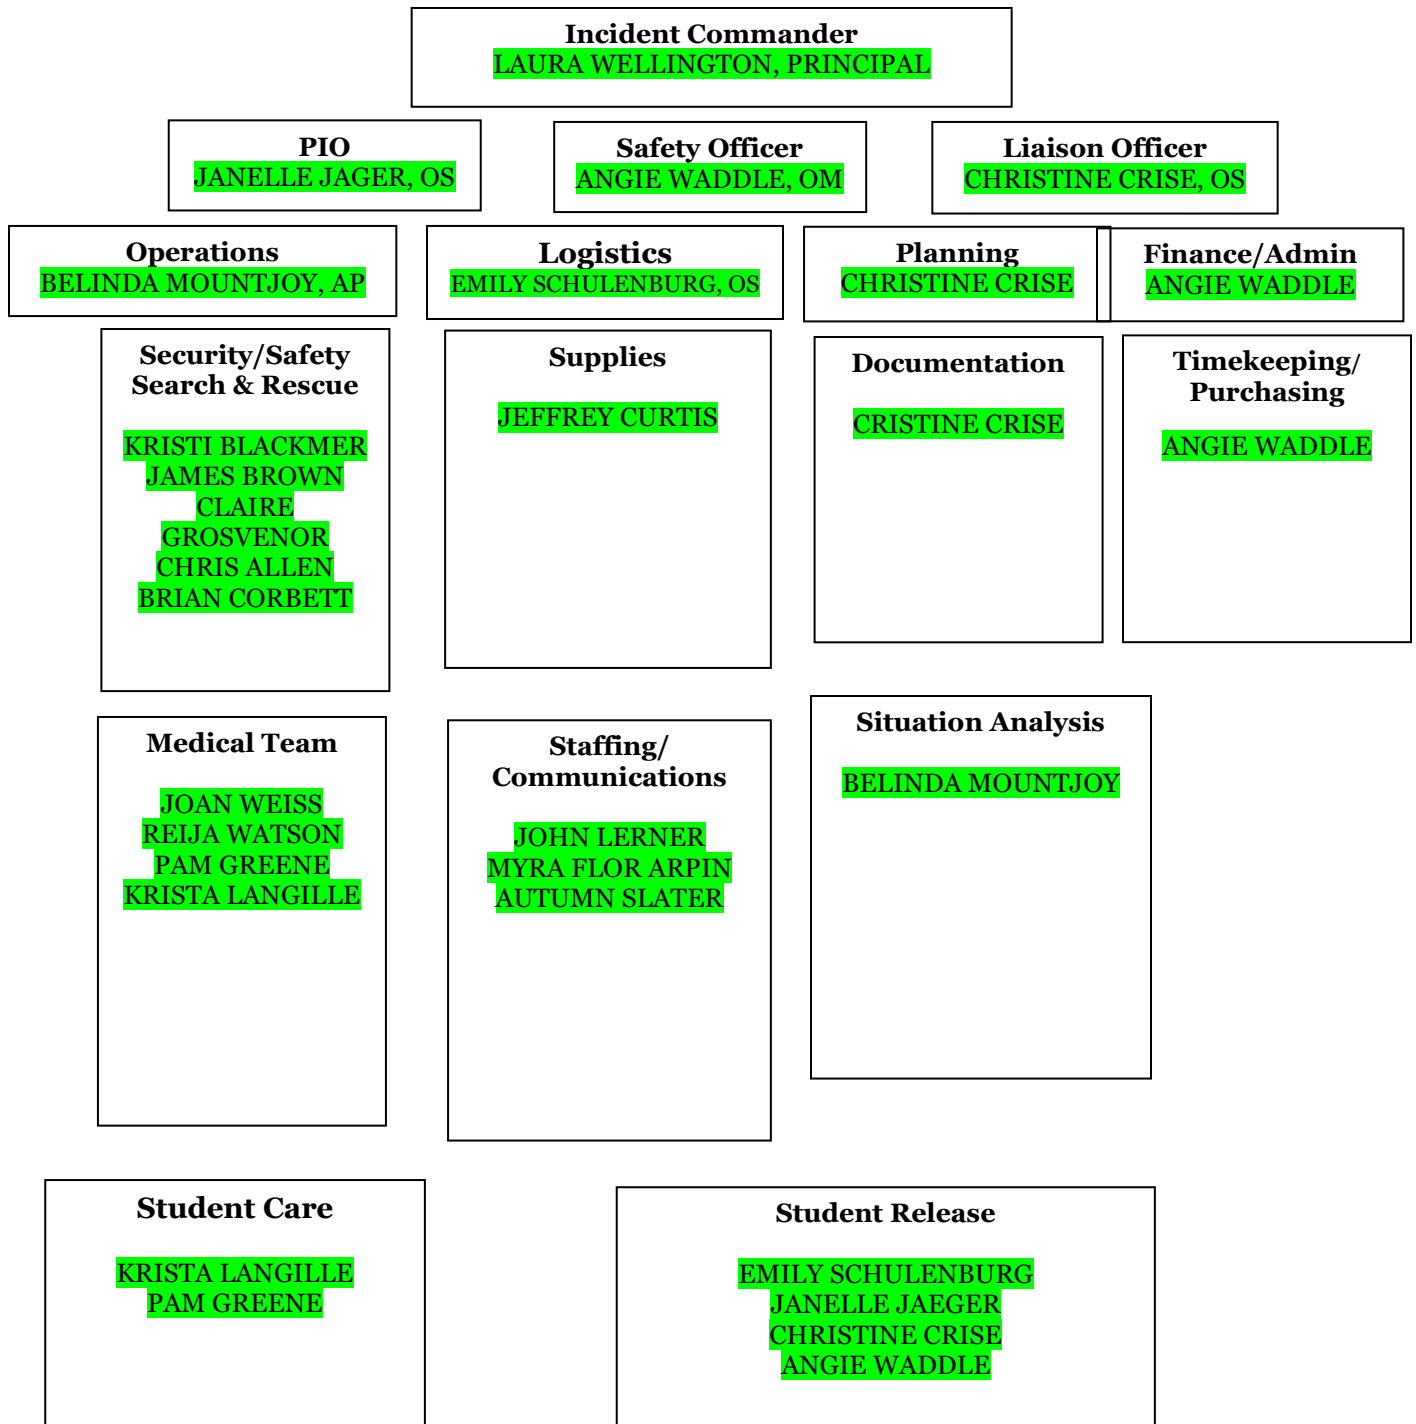 Incident Commander
LAURA WELLINGTON, PRINCIPAL
PIO
JANELLE JAGER, OS
Safety Officer
ANGIE WADDLE, OM
Liaison Officer
CHRISTINE CRISE, OS
Operations
BELINDA MOUNTJOY, AP
Logistics
EMILY SCHULENBURG, OS
Planning
CHRISTINE CRISE
Finance/Admin
ANGIE WADDLE
Security/Safety
Search & Rescue
KRISTI BLACKMER
JAMES BROWN
CLAIRE
GROSVENOR
CHRIS ALLEN
BRIAN CORBETT
Supplies
JEFFREY CURTIS
Documentation
CRISTINE CRISE
Timekeeping/
Purchasing
ANGIE WADDLE
Medical Team
JOAN WEISS
REIJA WATSON
PAM GREENE
KRISTA LANGILLE
Staffing/
Communications
JOHN LERNER
MYRA FLOR ARPIN
AUTUMN SLATER
Situation Analysis
BELINDA MOUNTJOY
Student Care
KRISTA LANGILLE
PAM GREENE
Student Release
EMILY SCHULENBURG
JANELLE JAEGER
CHRISTINE CRISE
ANGIE WADDLE